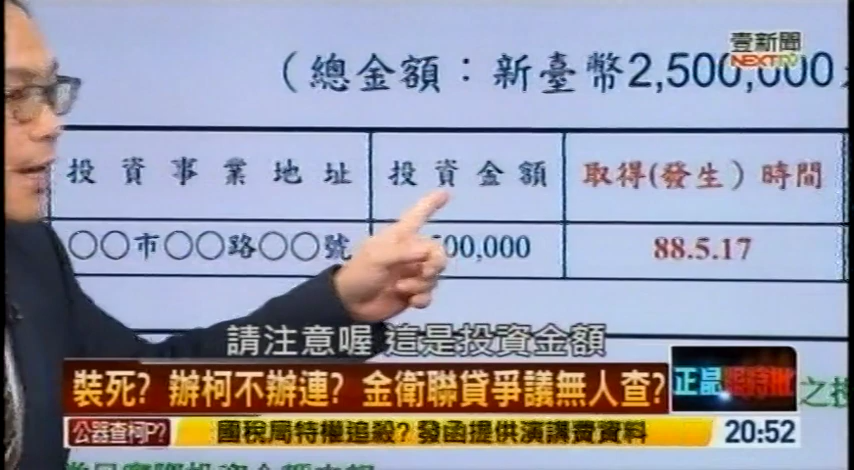 壹新聞
NEXTTV
(總金額：新臺幣2,500,000
投資事業地址 投資金額 取得(發生)時間
○○市○○路○○號 500,000 88.5.17
請注意喔 這是投資金額
裝死? 辦柯不辦連? 金衛聯貸爭議無人查?
正晶限時批
之投
公器查柯P? 國稅局特權追殺? 發函提供演講費資料 20:52